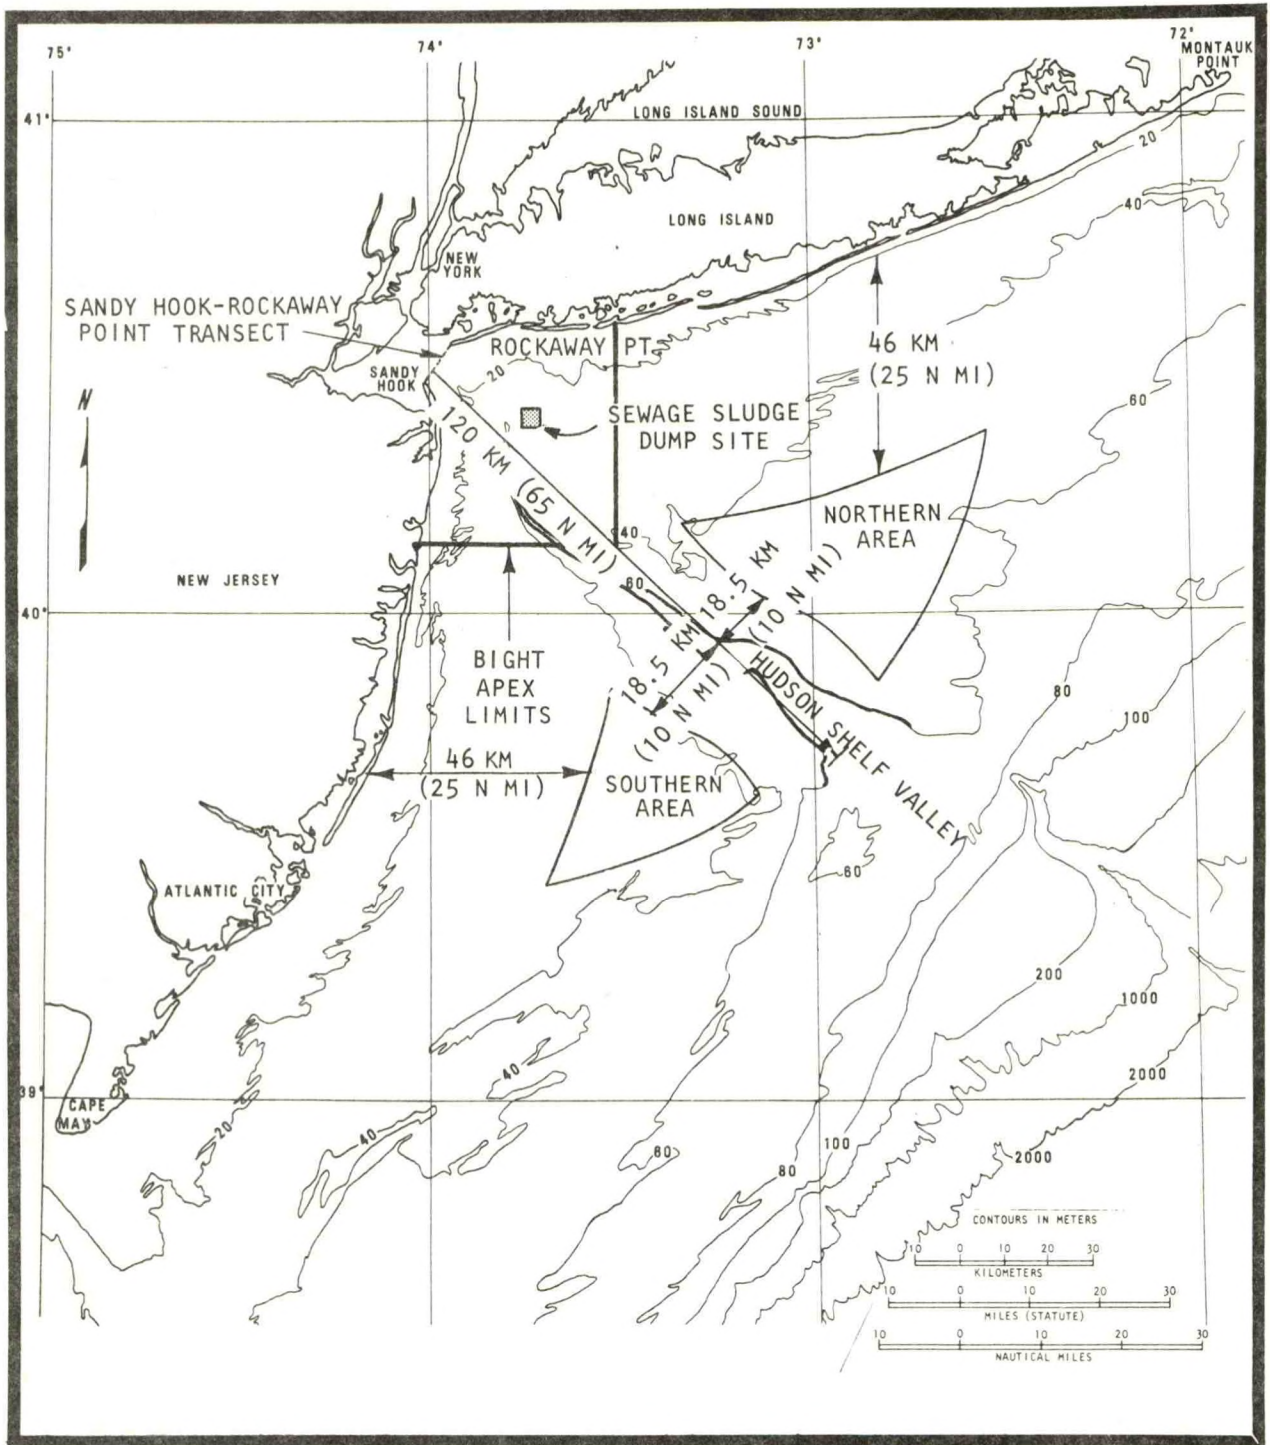 75°
74°
73°
72°
MONTAUK
POINT
41°
LONG ISLAND SOUND
20
LONG ISLAND
40
NEW
YORK
SANDY HOOK-ROCKAWAY
POINT TRANSECT
ROCKAWAY PT.
46 KM
(25 N MI)
SANDY
HOOK
20
N
60
SEWAGE SLUDGE
DUMP SITE
120 KM (65 N MI)
NORTHERN
AREA
40
18.5 KM
(10 N MI)
NEW JERSEY
60
40°
BIGHT
APEX
LIMITS
18.5 KM
(10 N MI)
HUDSON SHELF VALLEY
80
100
46 KM
(25 N MI)
SOUTHERN
AREA
60
ATLANTIC CITY
200
1000
40
2000
39°
CAPE
MAY
20
40
100
60
80
2000
CONTOURS IN METERS
10 0 10 20 30
KILOMETERS
10 0 10 20 30
MILES (STATUTE)
10 0 10 20 30
NAUTICAL MILES